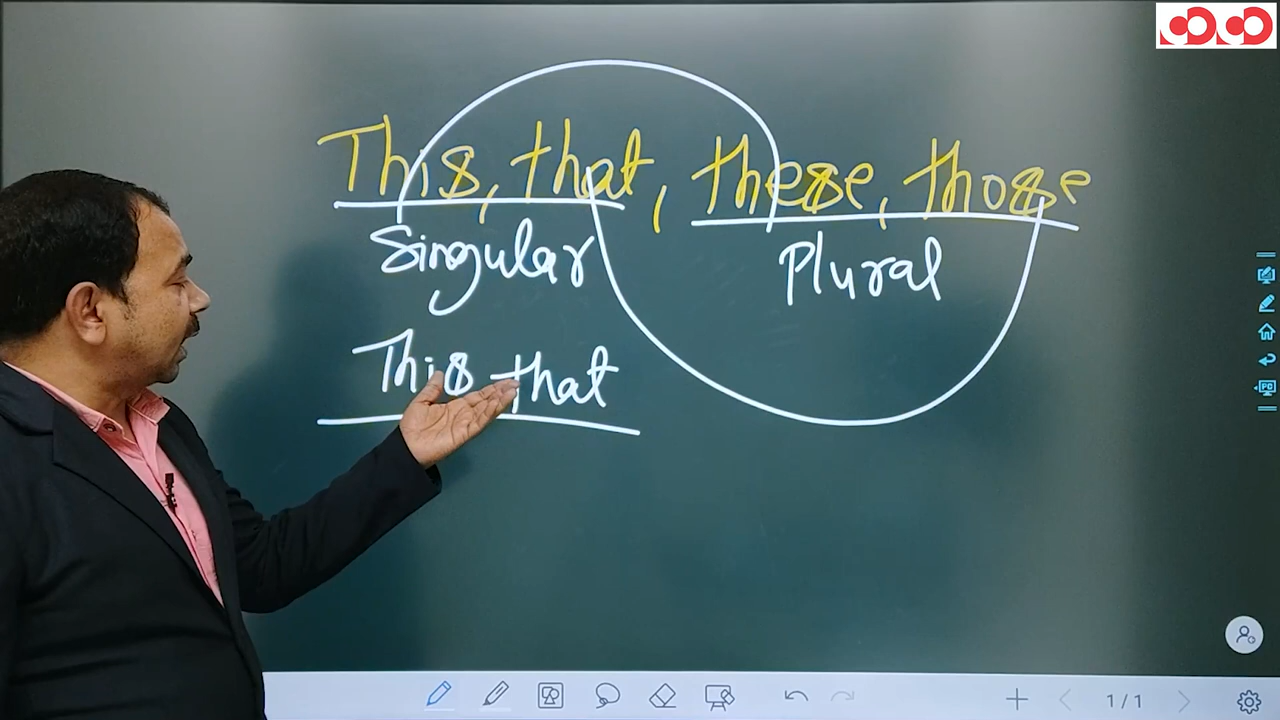 This, that, these, those
Singular Plural
This that
1/1